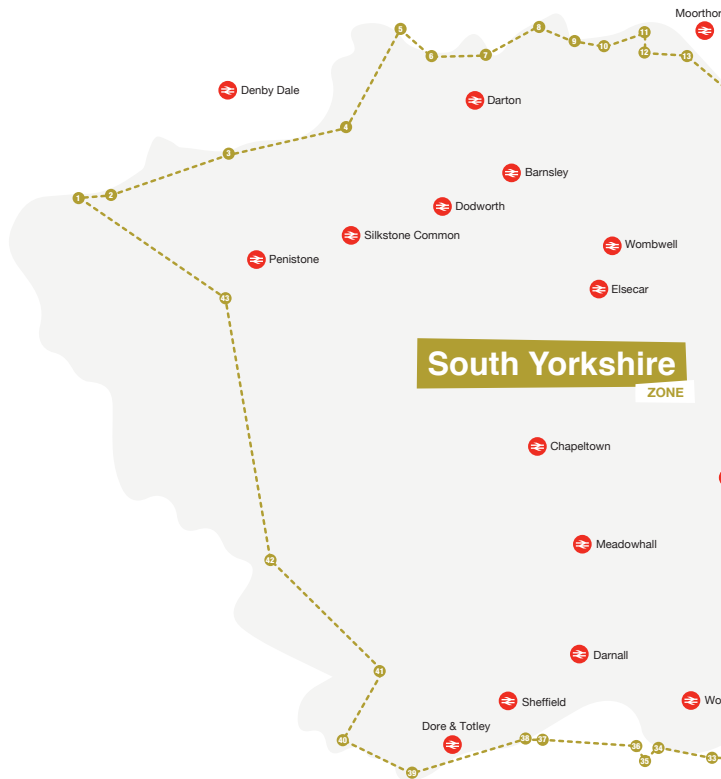 Moorthor
5
8
11
9
10
6
7
12
13
Denby Dale
Darton
4
3
Barnsley
1
2
Dodworth
Silkstone Common
Wombwell
Penistone
Elsecar
43
South Yorkshire
ZONE
Chapeltown
Meadowhall
42
Darnall
41
Sheffield
Wo
Dore & Totley
40
38
37
36
34
35
33
39